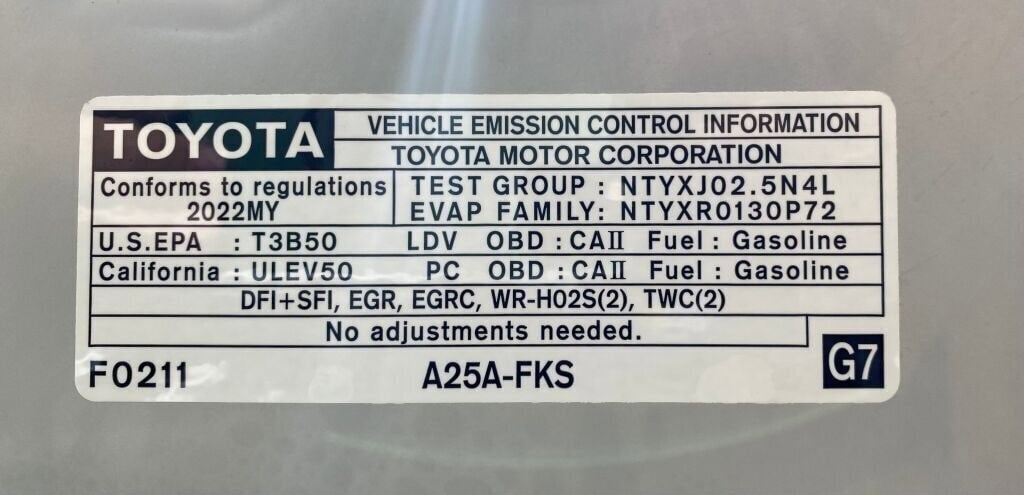 TOYOTA
VEHICLE EMISSION CONTROL INFORMATION
TOYOTA MOTOR CORPORATION
Conforms to regulations
2022MY
TEST GROUP : NTYXJ02.5N4L
EVAP FAMILY: NTYXR0130P72
U.S.EPA : T3B50 LDV OBD : CAII Fuel : Gasoline
California : ULEV50 PC OBD : CAII Fuel : Gasoline
DFI+SFI, EGR, EGRC, WR-HO2S(2), TWC(2)
No adjustments needed.
F0211 A25A-FKS G7